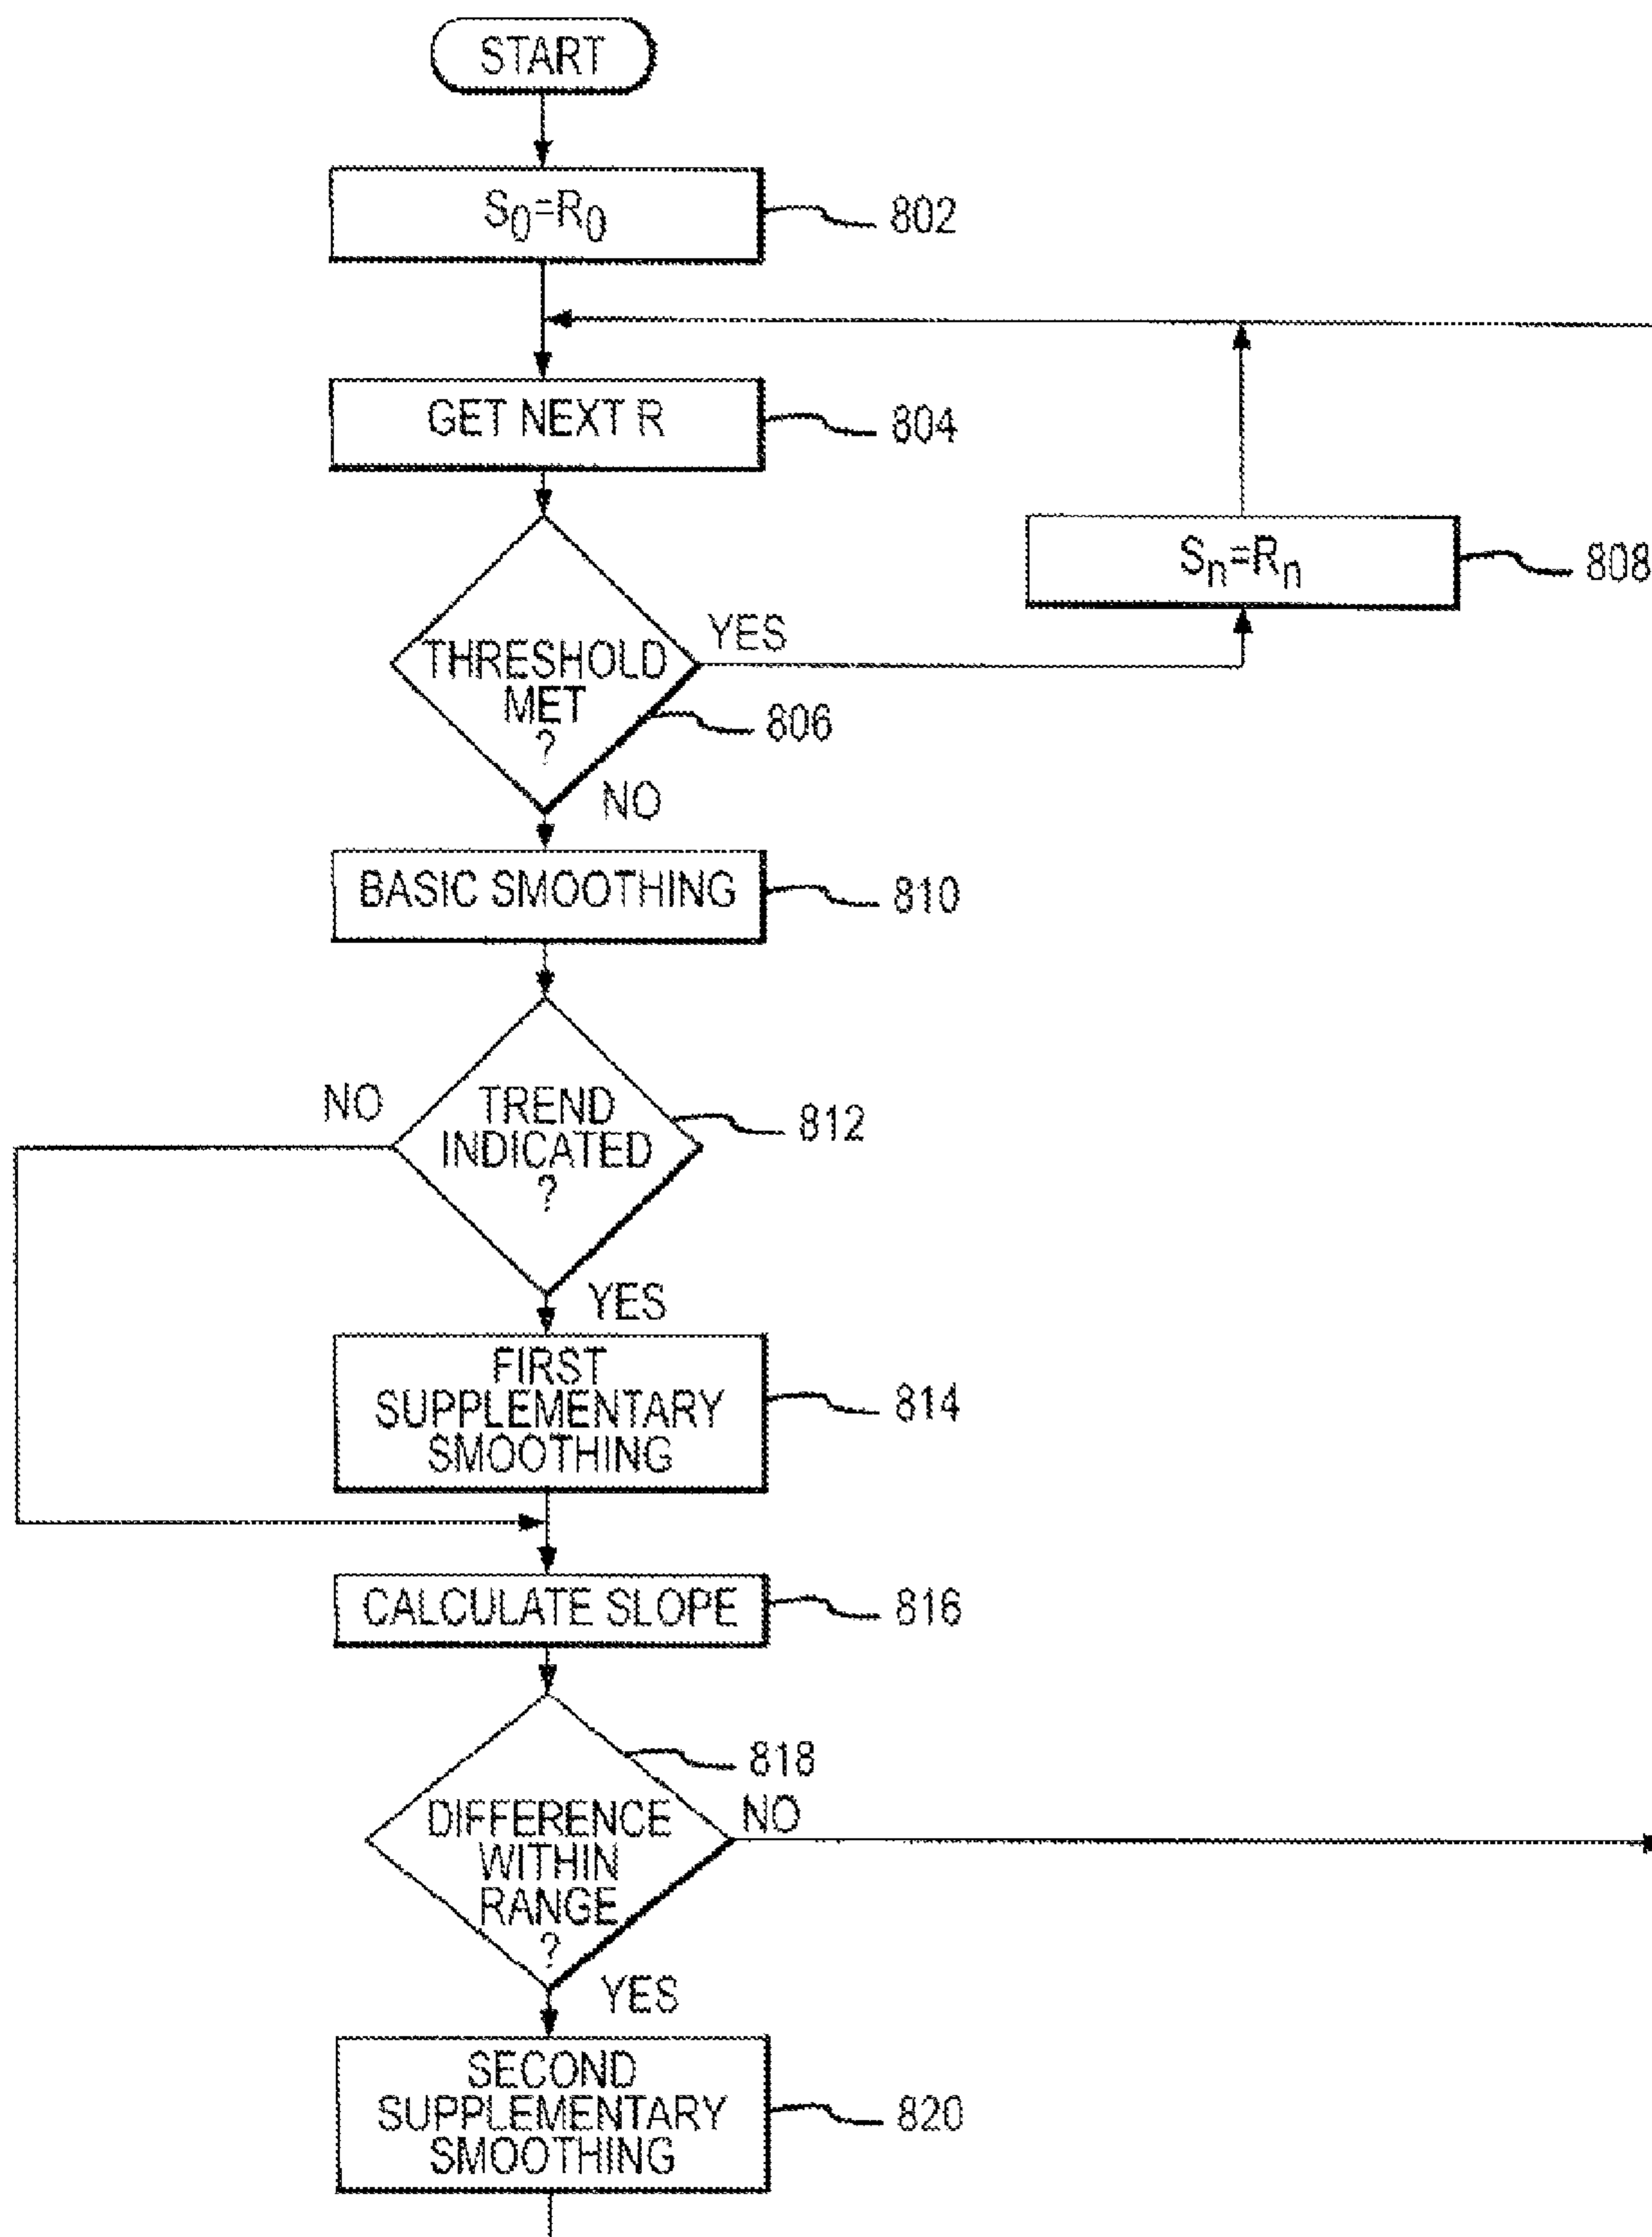 START
S0=R0
802
GET NEXT R
804
Sn=Rn
808
YES
THRESHOLD
MET
?
806
NO
BASIC SMOOTHING
810
NO
TREND
INDICATED
?
812
YES
FIRST
SUPPLEMENTARY
SMOOTHING
814
CALCULATE SLOPE
816
818
DIFFERENCE
WITHIN
RANGE
?
NO
YES
SECOND
SUPPLEMENTARY
SMOOTHING
820